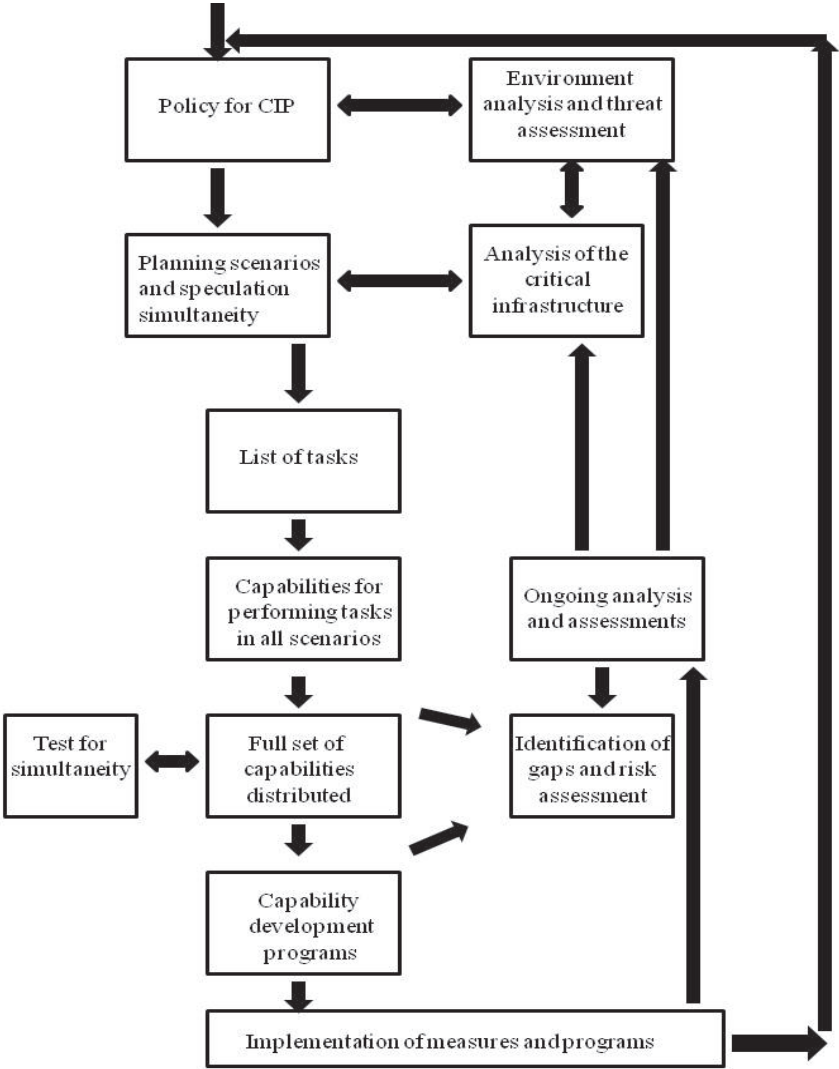 Policy for CIP
Environment
analysis and threat
assessment
Planning scenarios
and speculation
simultaneity
Analysis of the
critical
infrastructure
List of tasks
Capabilities for
performing tasks
in all scenarios
Ongoing analysis
and assessments
Test for
simultaneity
Full set of
capabilities
distributed
Identification of
gaps and risk
assessment
Capability
development
programs
Implementation of measures and programs